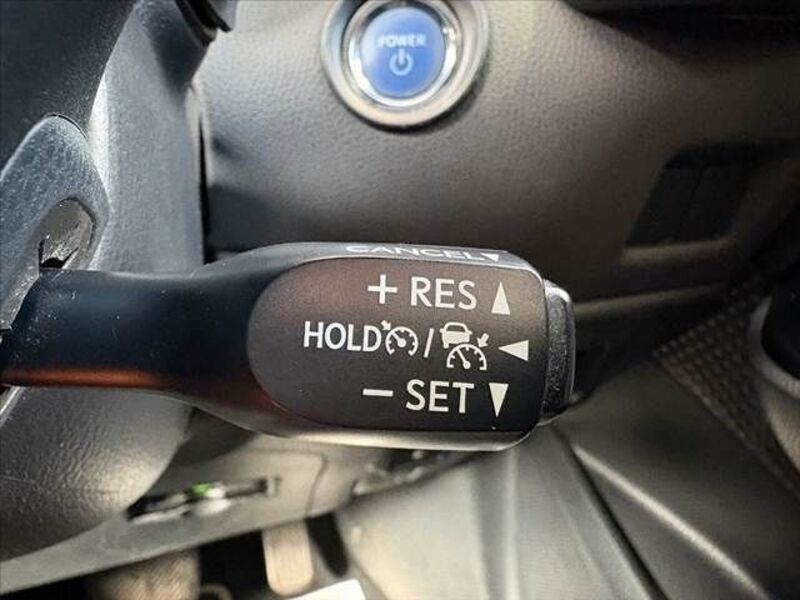 POWER
CANCEL▼
+ RES ▲
HOLD / ◄
− SET ▼